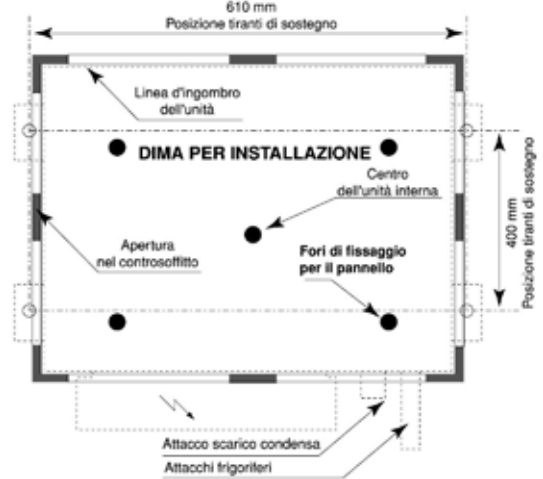 610 mm
Posizione tiranti di sostegno
Linea d'ingombro
dell'unità
DIMA PER INSTALLAZIONE
Centro
dell'unità interna
400 mm
Posizione tiranti di sostegno
Apertura
nel controsoffitto
Fori di fissaggio
per il pannello
Attacco scarico condensa
Attacchi frigoriferi